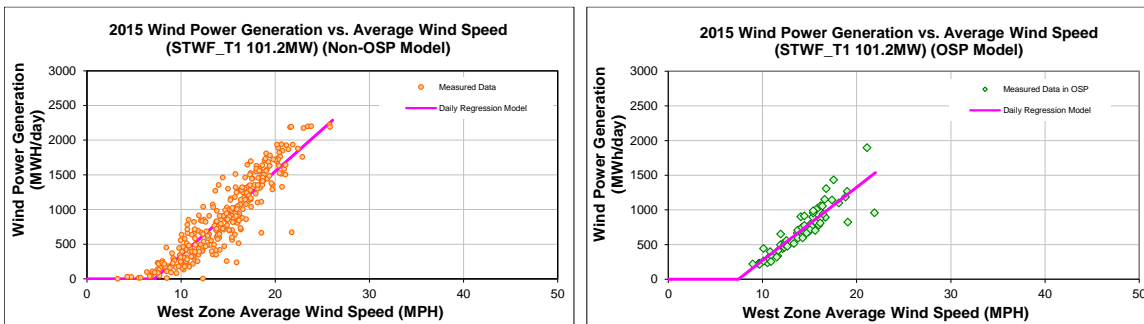 2015 Wind Power Generation vs. Average Wind Speed
(STWF_T1 101.2MW) (Non-OSP Model)
Wind Power Generation
(MWH/day)
3000
2500
2000
1500
1000
500
0
Measured Data
Daily Regression Model
0 10 20 30 40 50
West Zone Average Wind Speed (MPH)
2015 Wind Power Generation vs. Average Wind Speed
(STWF_T1 101.2MW) (OSP Model)
Wind Power Generation
(MWh/day)
3000
2500
2000
1500
1000
500
0
Measured Data in OSP
Daily Regression Model
0 10 20 30 40 50
West Zone Average Wind Speed (MPH)